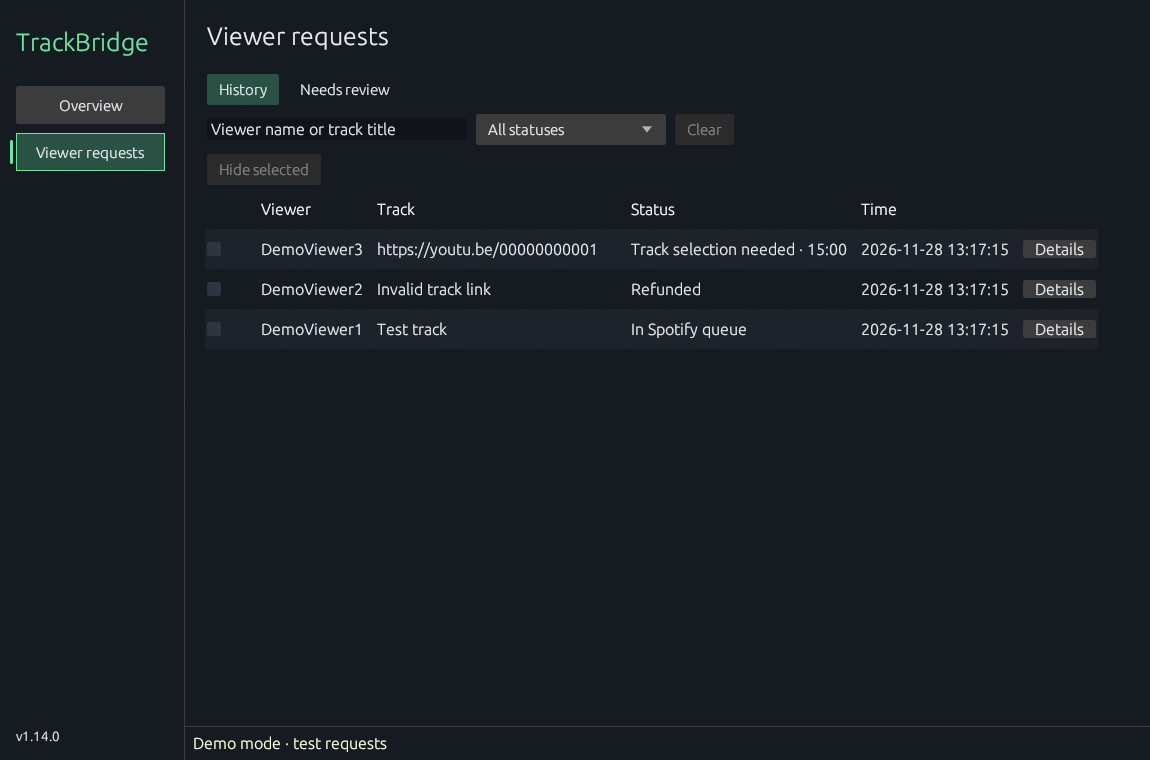 TrackBridge
Overview
Viewer requests
v1.14.0
Viewer requests
History Needs review
Viewer name or track title All statuses Clear
Hide selected
Viewer Track Status Time
DemoViewer3 https://youtu.be/00000000001 Track selection needed · 15:00 2026-11-28 13:17:15 Details
DemoViewer2 Invalid track link Refunded 2026-11-28 13:17:15 Details
DemoViewer1 Test track In Spotify queue 2026-11-28 13:17:15 Details
Demo mode · test requests